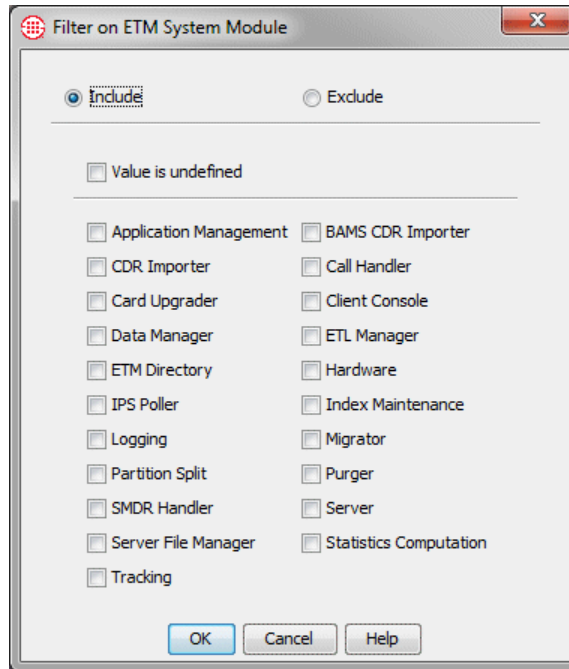 Filter on ETM System Module
Include Exclude
Value is undefined
Application Management BAMS CDR Importer
CDR Importer Call Handler
Card Upgrader Client Console
Data Manager ETL Manager
ETM Directory Hardware
IPS Poller Index Maintenance
Logging Migrator
Partition Split Purger
SMDR Handler Server
Server File Manager Statistics Computation
Tracking
OK Cancel Help